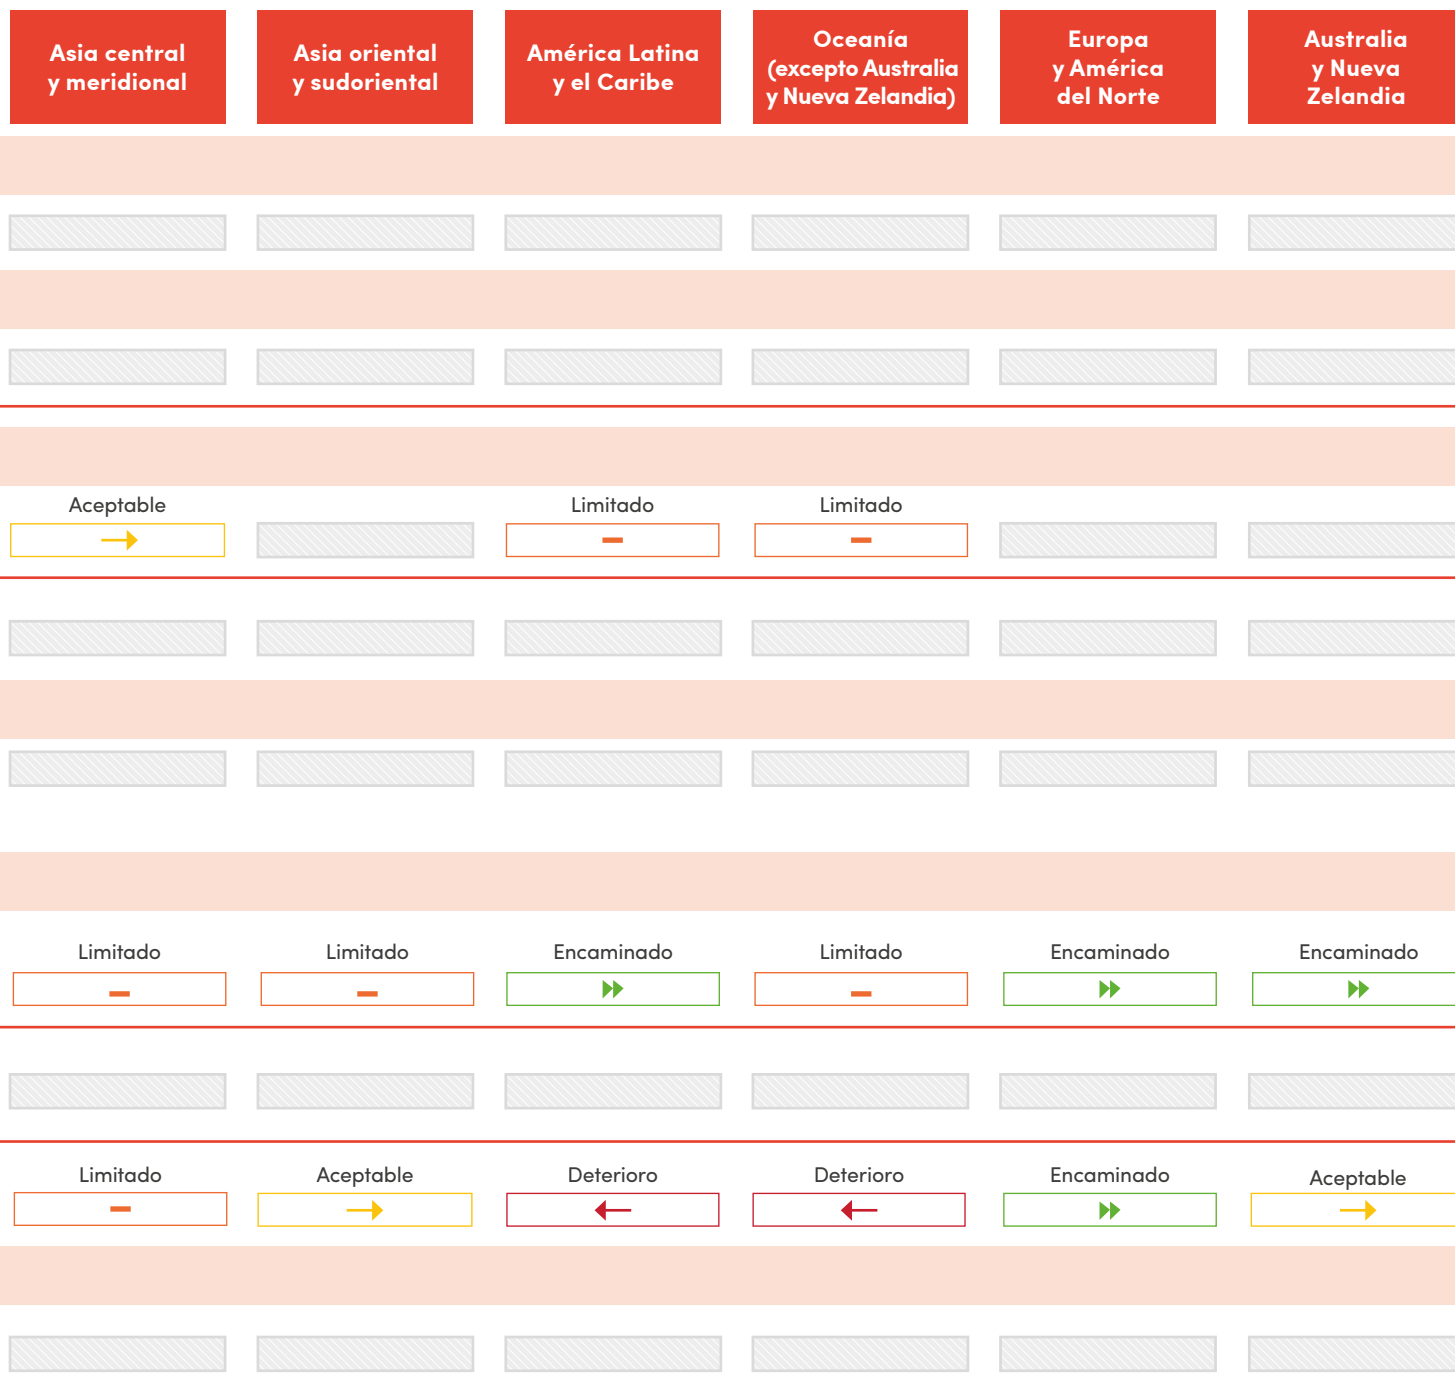 Asia central
y meridional
Asia oriental
y sudoriental
América Latina
y el Caribe
Oceanía
(excepto Australia
y Nueva Zelandia)
Europa
y América
del Norte
Australia
y Nueva
Zelandia
Aceptable
Limitado
Limitado
Limitado
Limitado
Encaminado
Limitado
Encaminado
Encaminado
Limitado
Aceptable
Deterioro
Deterioro
Encaminado
Aceptable